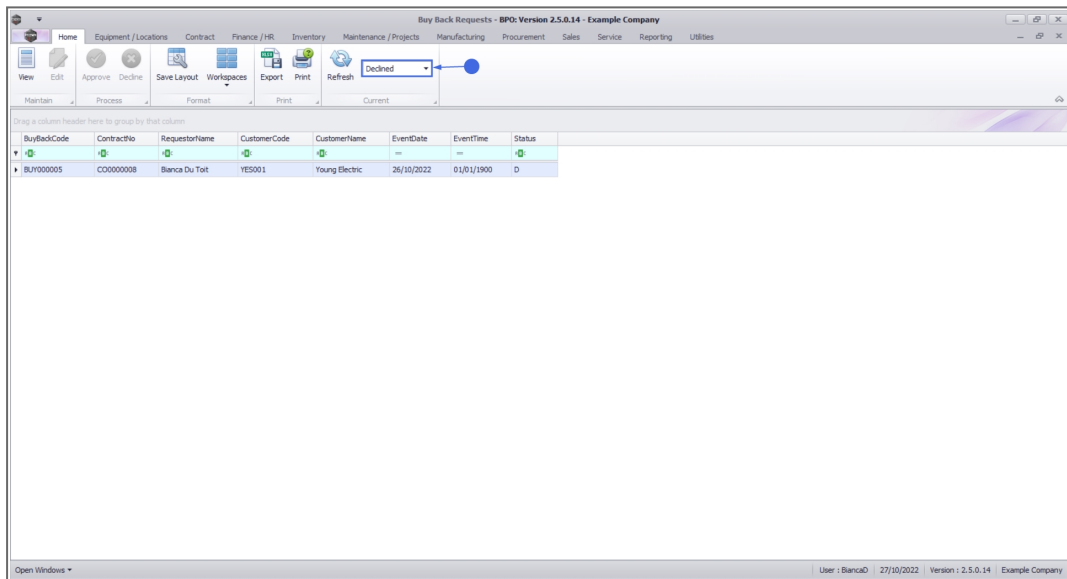 Buy Back Requests - BPO: Version 2.5.0.14 - Example Company
Home Equipment / Locations Contract Finance / HR Inventory Maintenance / Projects Manufacturing Procurement Sales Service Reporting Utilities
View Edit Approve Decline Save Layout Workspaces Export Print Refresh Declined
Maintain Process Format Print Current
Drag a column header here to group by that column
BuyBackCode ContractNo RequestorName CustomerCode CustomerName EventDate EventTime Status
BUY000005 CO0000008 Bianca Du Toit YES001 Young Electric 26/10/2022 01/01/1900 D
Open Windows User : BiancaD 27/10/2022 Version : 2.5.0.14 Example Company